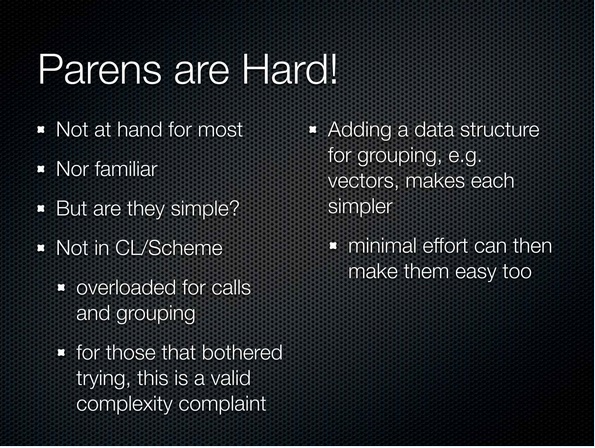 Parens are Hard!
Not at hand for most
Nor familiar
But are they simple?
Not in CL/Scheme
overloaded for calls
and grouping
for those that bothered
trying, this is a valid
complexity complaint
Adding a data structure
for grouping, e.g.
vectors, makes each
simpler
minimal effort can then
make them easy too